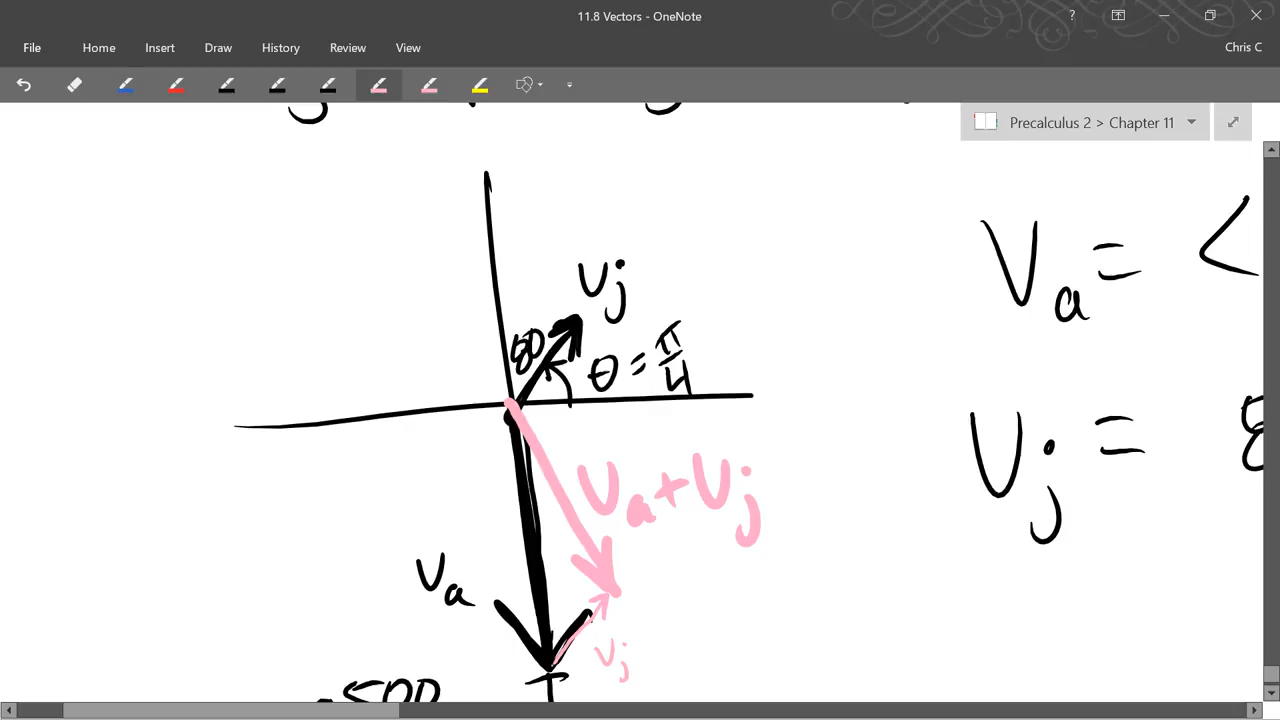 11.8 Vectors - OneNote
?
File Home Insert Draw History Review View
Chris C
Precalculus 2 > Chapter 11
Va = <
Vj
80
θ = π/4
Vj =
Va + Vj
Va
Vj
-500